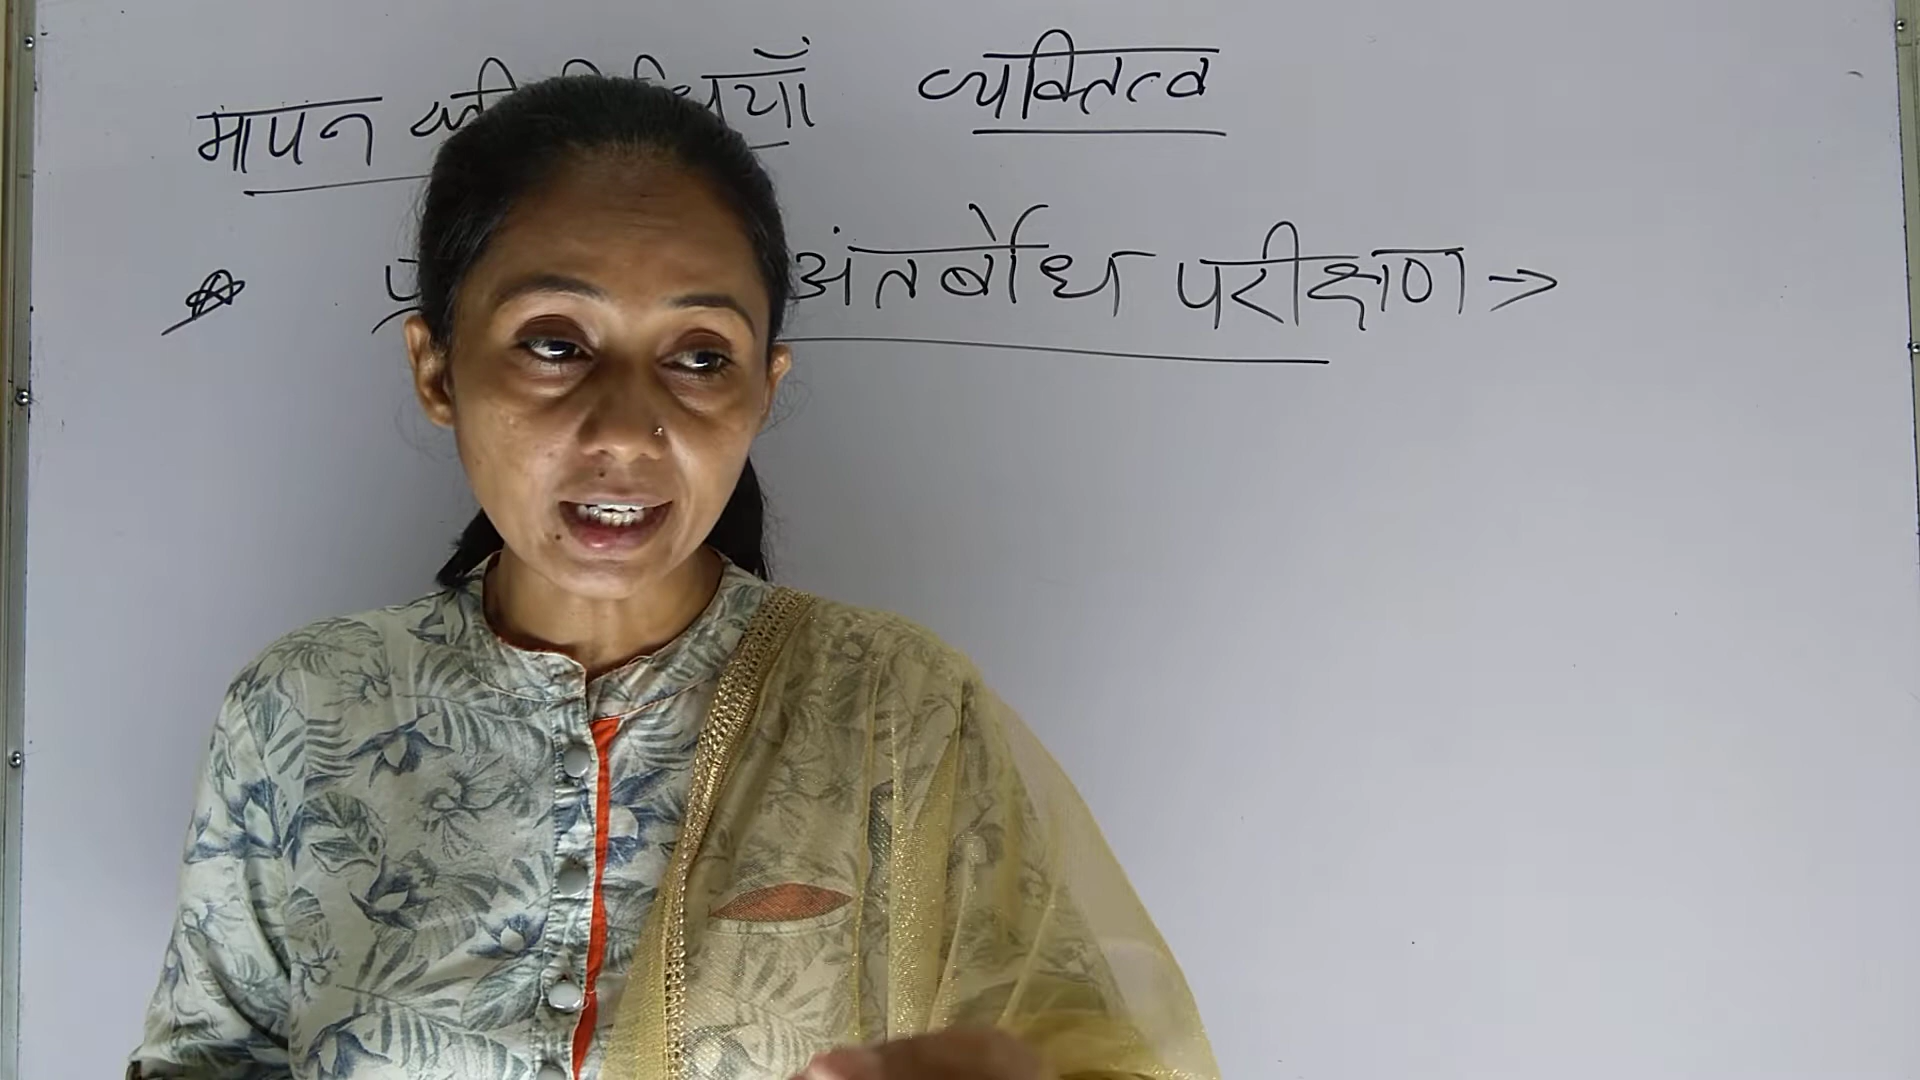 मापन की व्यक्तित्व
अंतर्बोध परीक्षण →